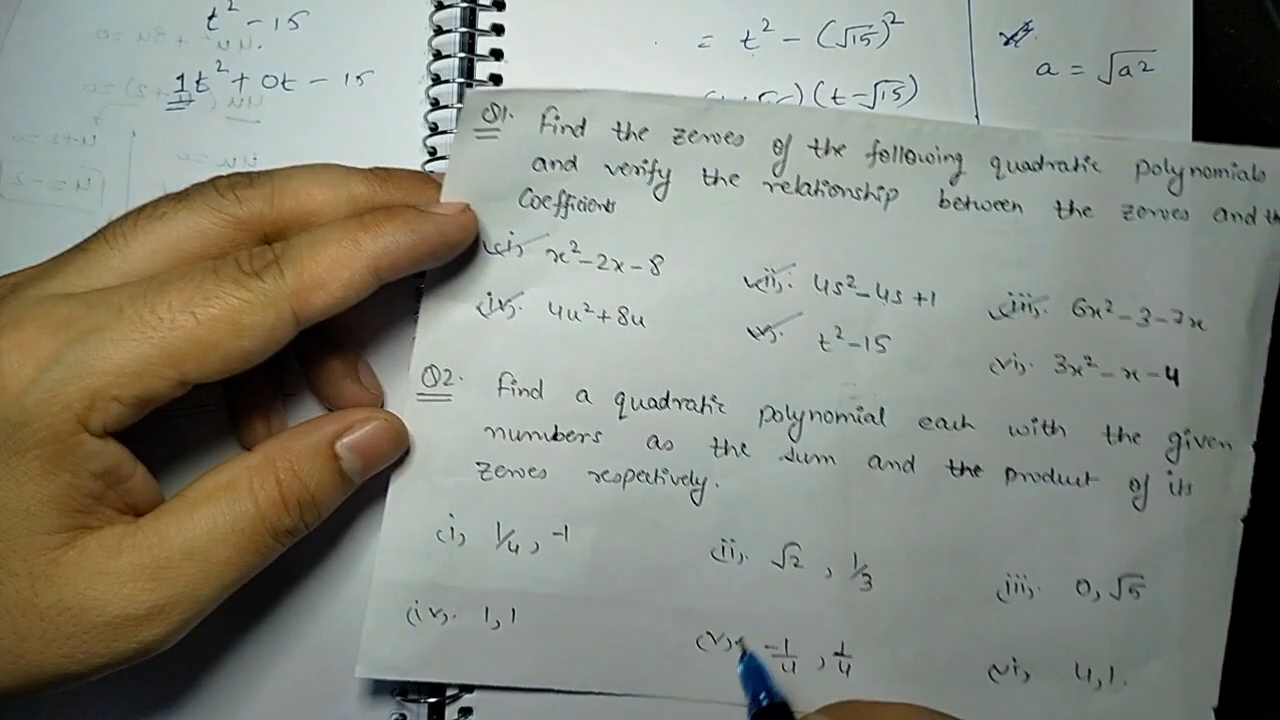 t² - 15
1t² + 0t - 15
= t² - (√15)²
(t - √15)
a = √a²
Q1. Find the zeroes of the following quadratic polynomials
and verify the relationship between the zeroes and the
Coefficients
(i), x² - 2x - 8 (ii). 4s² - 4s + 1 (iii). 6x² - 3 - 7x
(iv). 4u² + 8u (v). t² - 15 (vi). 3x² - x - 4
Q2. Find a quadratic polynomial each with the given
numbers as the sum and the product of its
zeroes respectively.
(i), 1/4, -1 (ii). √2, 1/3 (iii). 0, √5
(iv). 1, 1 (v). -1/4, 1/4 (vi), 4, 1.